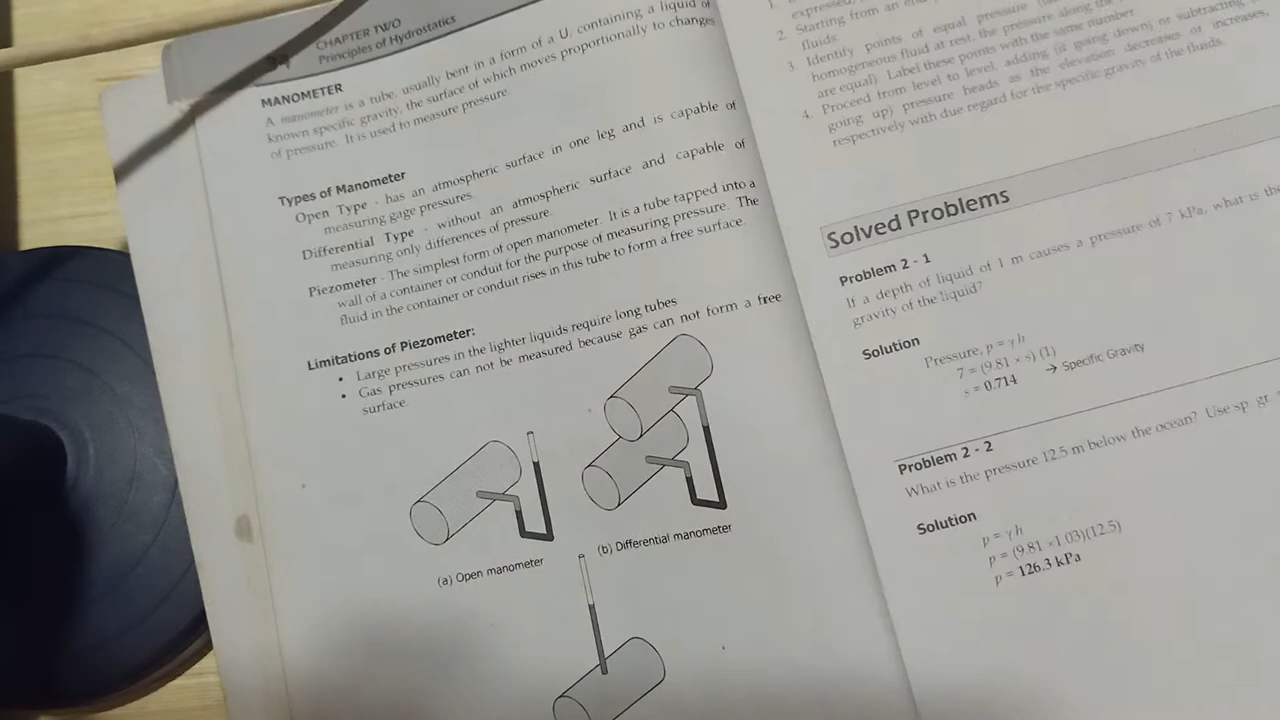 34
CHAPTER TWO
Principles of Hydrostatics
MANOMETER
A manometer is a tube, usually bent in a form of a U, containing a liquid of
known specific gravity, the surface of which moves proportionally to changes
of pressure. It is used to measure pressure.
Types of Manometer
Open Type - has an atmospheric surface in one leg and is capable of
measuring gage pressures.
Differential Type - without an atmospheric surface and capable of
measuring only differences of pressure.
Piezometer - The simplest form of open manometer. It is a tube tapped into a
wall of a container or conduit for the purpose of measuring pressure. The
fluid in the container or conduit rises in this tube to form a free surface.
Limitations of Piezometer:
• Large pressures in the lighter liquids require long tubes
• Gas pressures can not be measured because gas can not form a free
surface.
(a) Open manometer
(b) Differential manometer
1.
expressed,
2. Starting from an
fluids.
3. Identify points of equal pressure
homogeneous fluid at rest, the pressure along the
are equal). Label these points with the same number.
4. Proceed from level to level, adding (if going down) or subtracting
going up) pressure heads as the elevation decreases or increases,
respectively with due regard for the specific gravity of the fluids.
Solved Problems
Problem 2 - 1
If a depth of liquid of 1 m causes a pressure of 7 kPa, what is the
gravity of the liquid?
Solution
Pressure, p = γ h
7 = (9.81 × s) (1)
s = 0.714 → Specific Gravity
Problem 2 - 2
What is the pressure 12.5 m below the ocean? Use sp. gr.
Solution
p = γ h
p = (9.81 ×1.03)(12.5)
p = 126.3 kPa